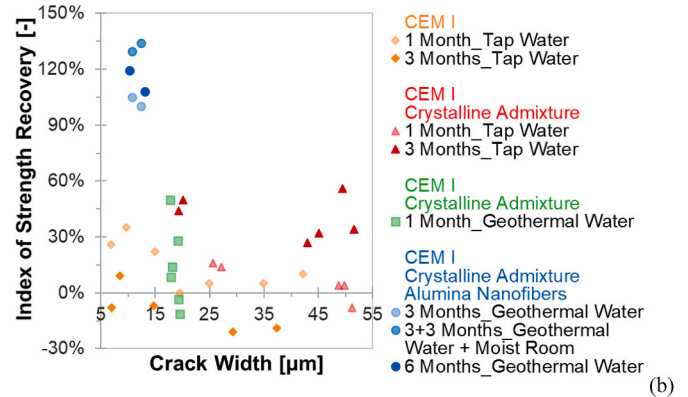 150%
120%
90%
60%
30%
0%
-30%
5
15
25
35
45
55
Index of Strength Recovery [-]
Crack Width [µm]
CEM I
1 Month_Tap Water
3 Months_Tap Water
CEM I
Crystalline Admixture
1 Month_Tap Water
3 Months_Tap Water
CEM I
Crystalline Admixture
1 Month_Geothermal Water
CEM I
Crystalline Admixture
Alumina Nanofibers
3 Months_Geothermal Water
3+3 Months_Geothermal
Water + Moist Room
6 Months_Geothermal Water
(b)